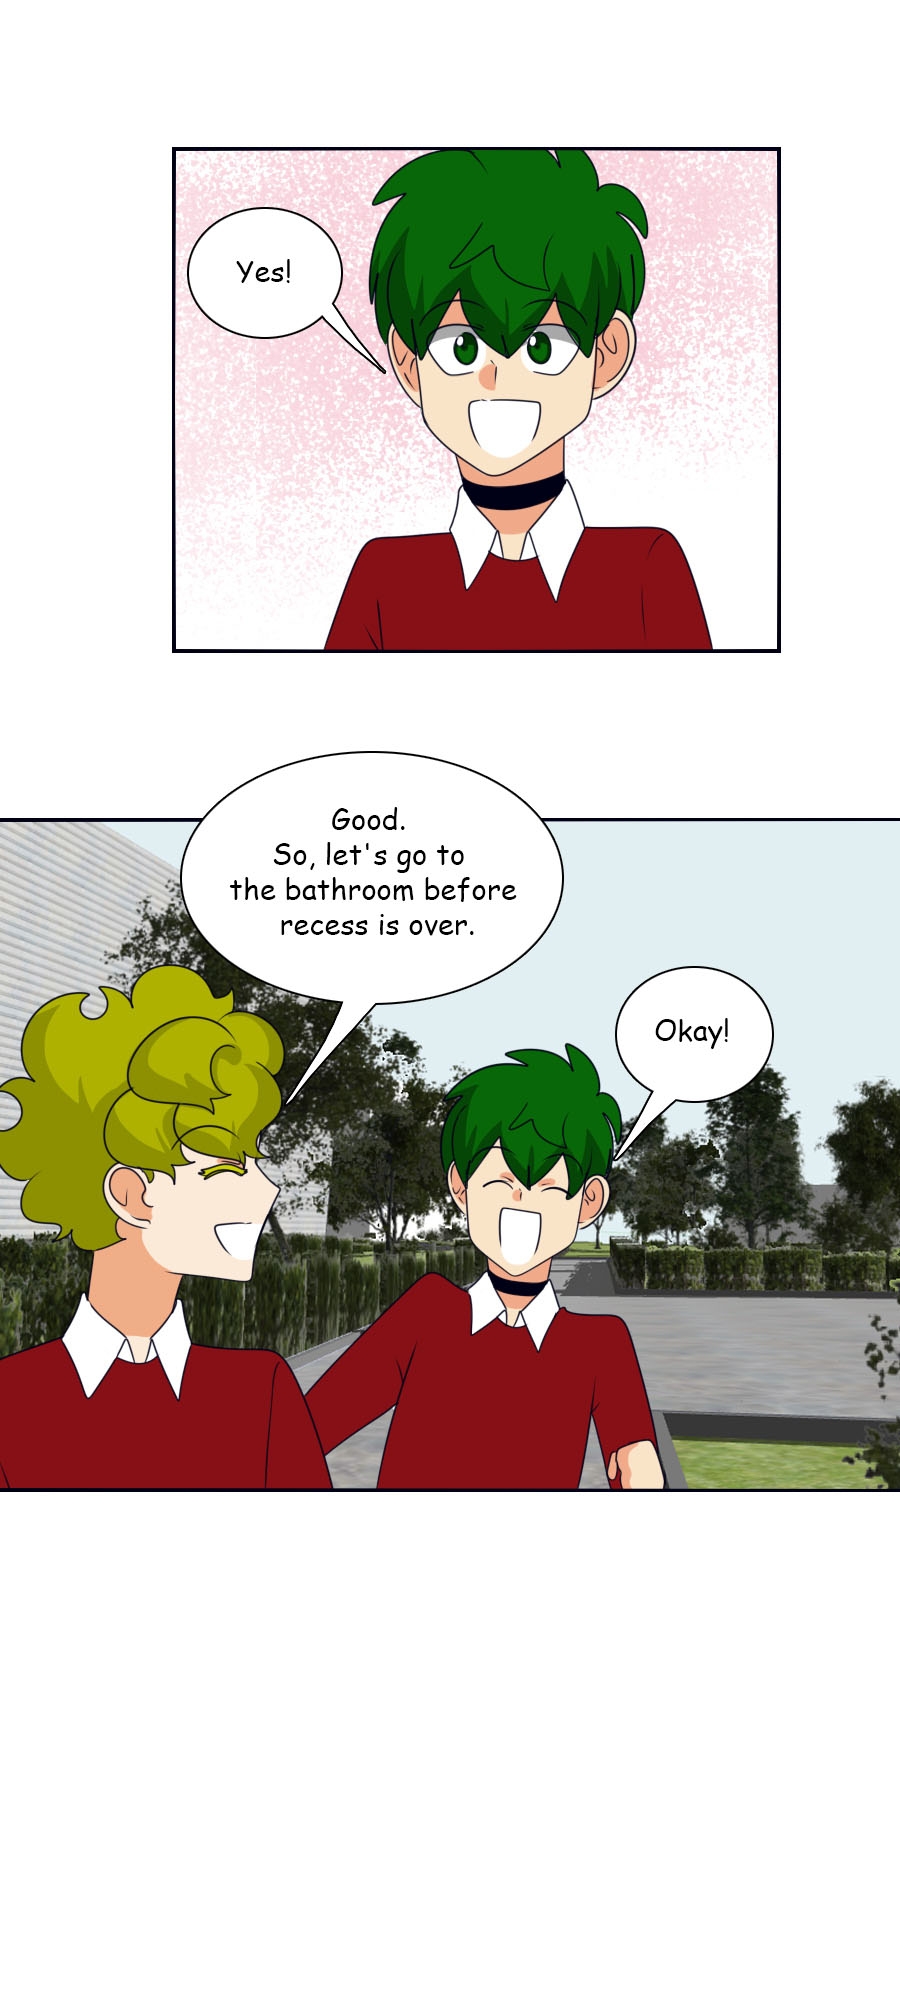 Yes!
Good.
So, let's go to
the bathroom before
recess is over.
Okay!